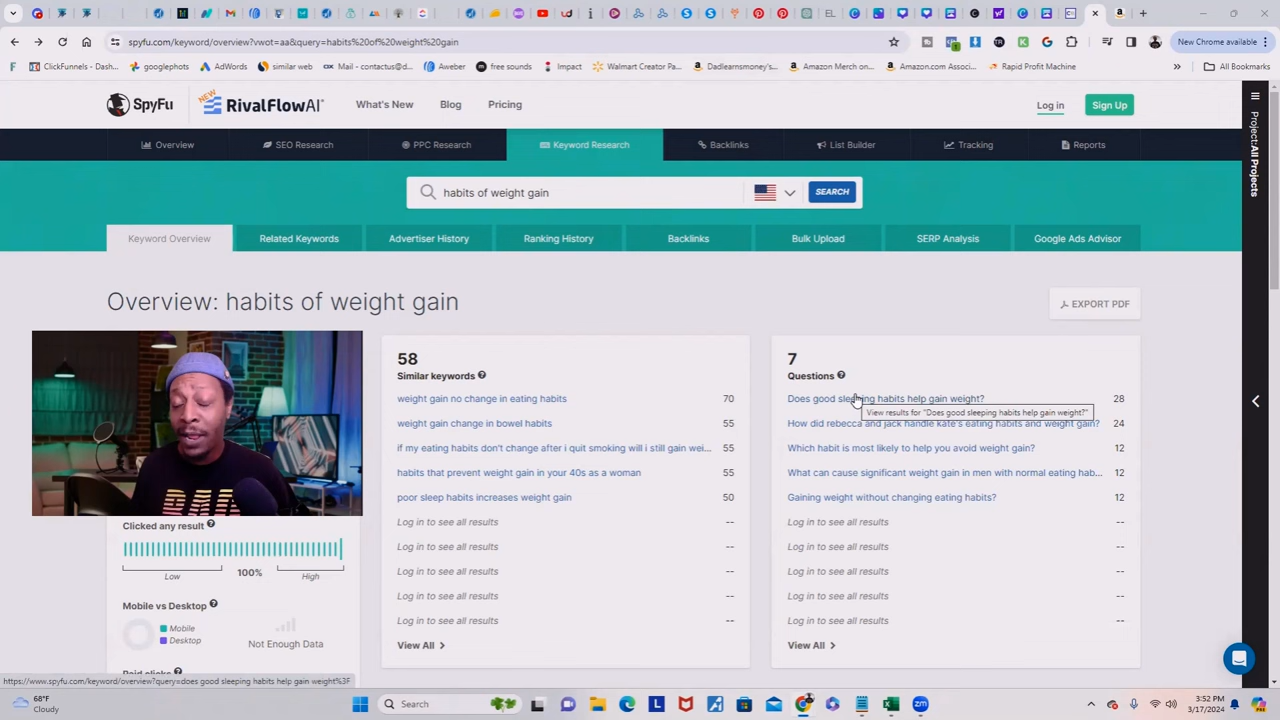 spyfu.com/keyword/overview?vwot=aa&query=habits%20of%20weight%20gain
New Chrome available
ClickFunnels - Dash...
googlephots
AdWords
similar web
Mail - contactus@d...
Aweber
free sounds
Impact
Walmart Creator Pa...
Dadlearnsmoney's...
Amazon Merch on...
Amazon.com Associ...
Rapid Profit Machine
All Bookmarks
SpyFu
NEW
RivalFlowAI
What's New
Blog
Pricing
Log in
Sign Up
Project: All Projects
Overview
SEO Research
PPC Research
Keyword Research
Backlinks
List Builder
Tracking
Reports
habits of weight gain
SEARCH
Keyword Overview
Related Keywords
Advertiser History
Ranking History
Backlinks
Bulk Upload
SERP Analysis
Google Ads Advisor
Overview: habits of weight gain
EXPORT PDF
58
Similar keywords
weight gain no change in eating habits 70
weight gain change in bowel habits 55
if my eating habits don't change after i quit smoking will i still gain wei... 55
habits that prevent weight gain in your 40s as a woman 55
poor sleep habits increases weight gain 50
Log in to see all results --
Log in to see all results --
Log in to see all results --
Log in to see all results --
Log in to see all results --
View All
7
Questions
Does good sleeping habits help gain weight? 28
View results for "Does good sleeping habits help gain weight?"
How did rebecca and jack handle kate's eating habits and weight gain? 24
Which habit is most likely to help you avoid weight gain? 12
What can cause significant weight gain in men with normal eating hab... 12
Gaining weight without changing eating habits? 12
Log in to see all results --
Log in to see all results --
Log in to see all results --
Log in to see all results --
Log in to see all results --
View All
Clicked any result
Low
100%
High
Mobile vs Desktop
Mobile
Desktop
Not Enough Data
Paid clicks
https://www.spyfu.com/keyword/overview?query=does good sleeping habits help gain weight%3F
68°F
Cloudy
Search
3:52 PM
3/17/2024